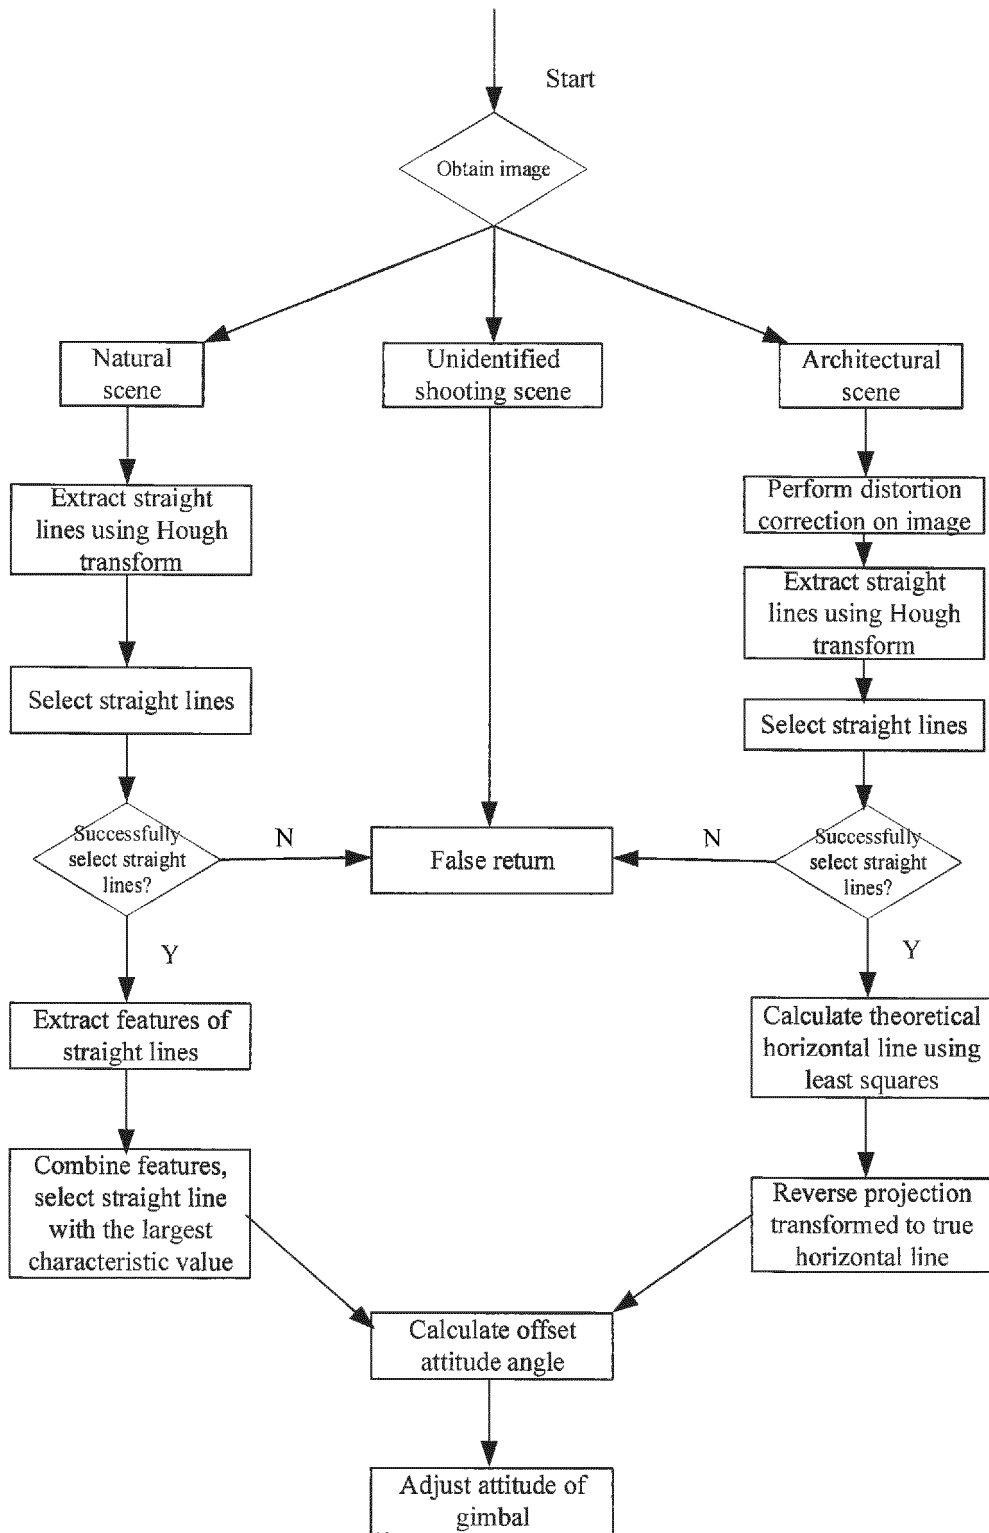 Start
Obtain image
Natural
scene
Unidentified
shooting scene
Architectural
scene
Extract straight
lines using Hough
transform
Perform distortion
correction on image
Extract straight
lines using Hough
transform
Select straight lines
Select straight lines
Successfully
select straight
lines?
N
False return
N
Successfully
select straight
lines?
Y
Y
Extract features of
straight lines
Calculate theoretical
horizontal line using
least squares
Combine features,
select straight line
with the largest
characteristic value
Reverse projection
transformed to true
horizontal line
Calculate offset
attitude angle
Adjust attitude of
gimbal